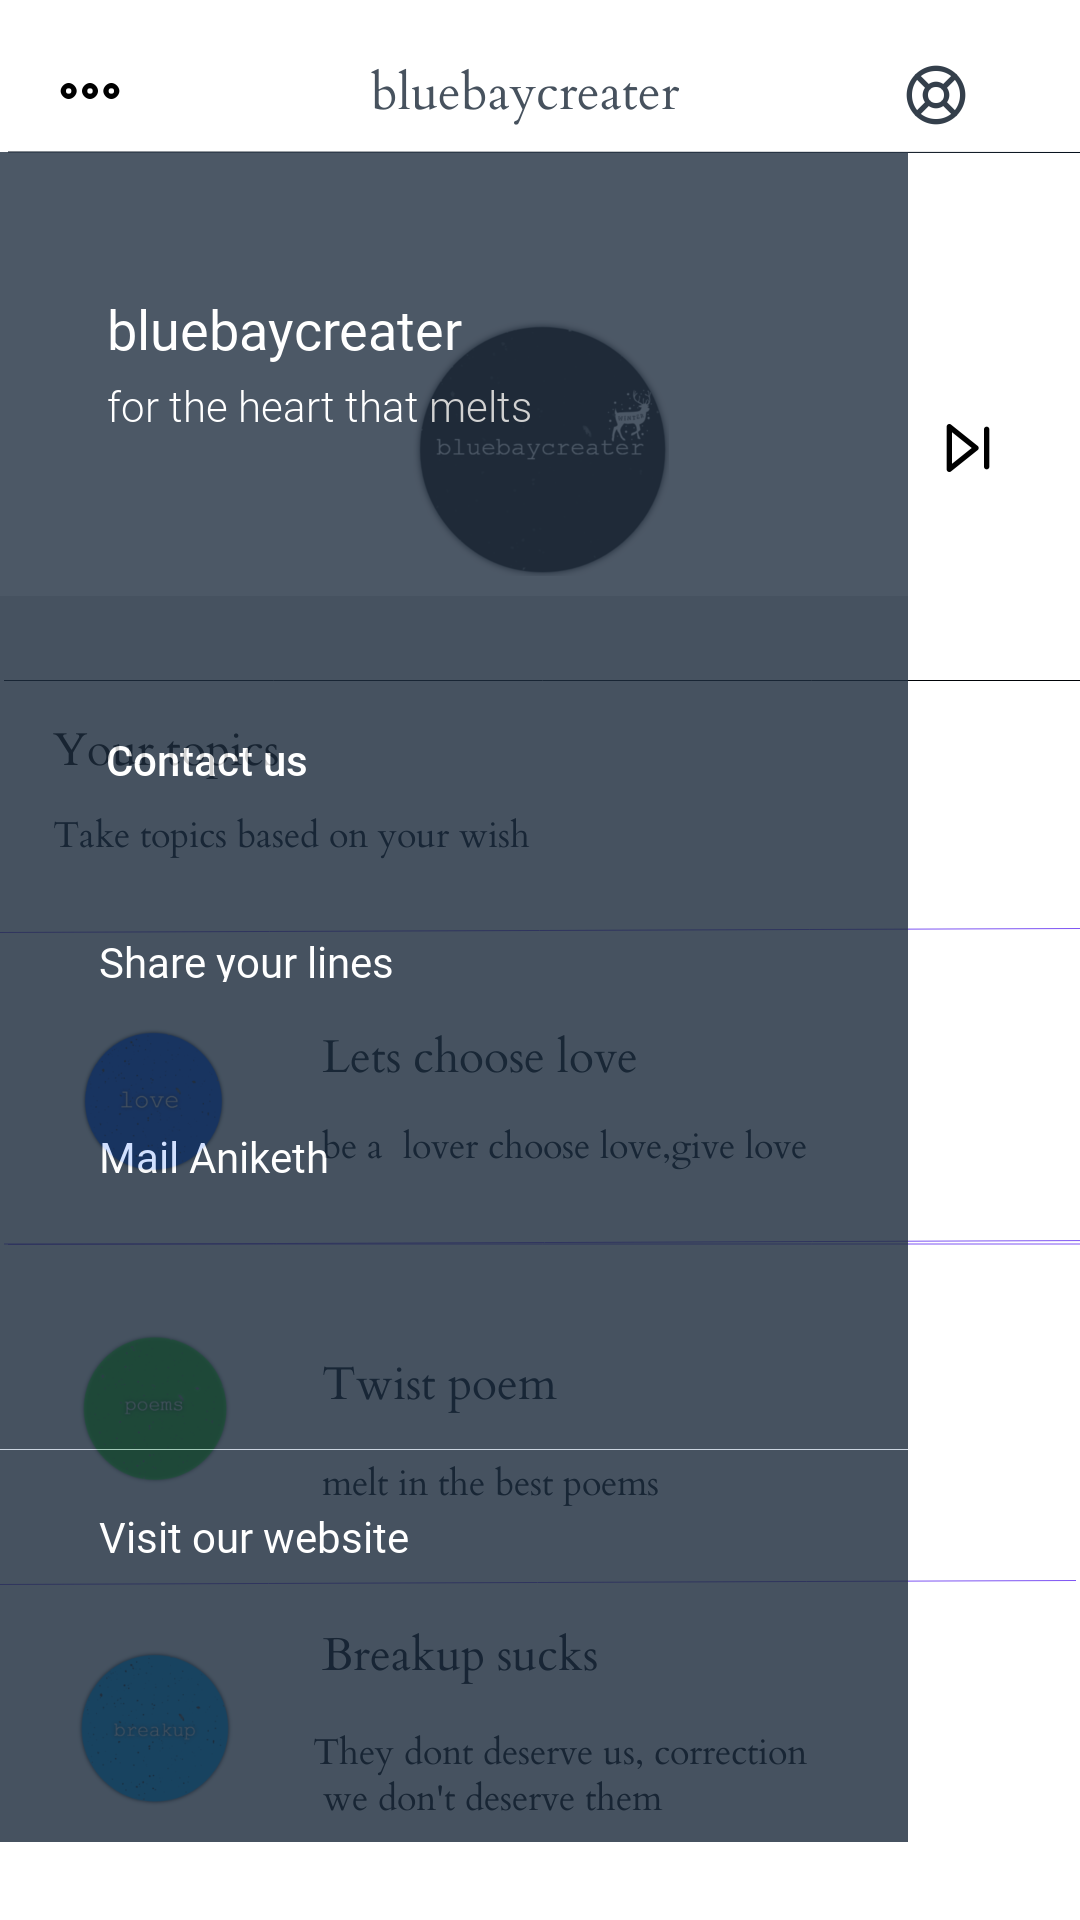 bluebaycreater
bluebaycreater
for the heart that melts
WINTER
bluebaycreater
Your topics
Contact us
Take topics based on your wish
Share your lines
Lets choose love
love
be a lover choose love,give love
Mail Aniketh
Twist poem
poems
melt in the best poems
Visit our website
Breakup sucks
breakup
They dont deserve us, correction
we don't deserve them